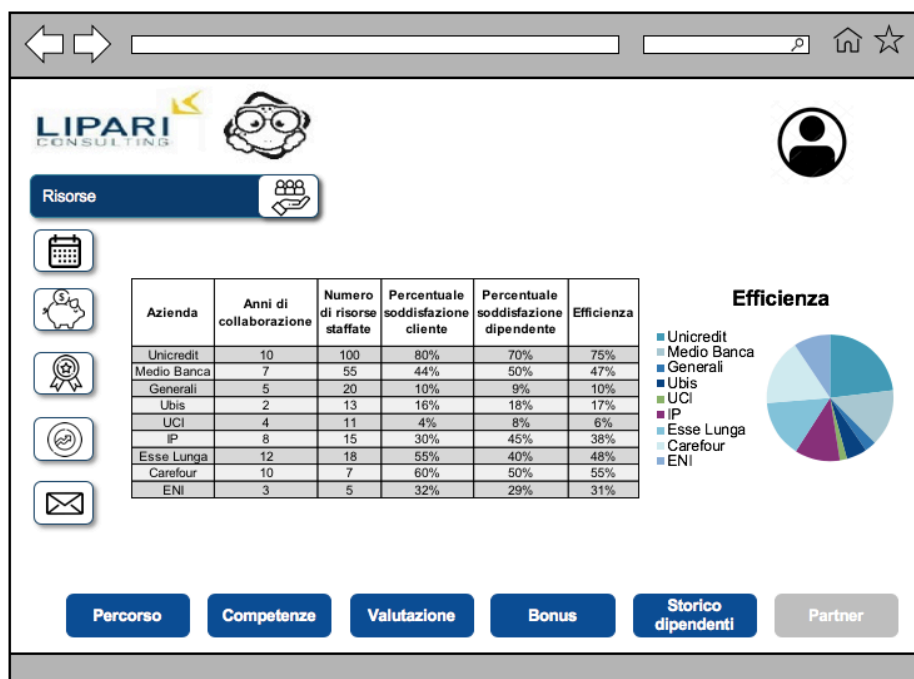 LIPARI
CONSULTING
Risorse
Azienda Anni di collaborazione Numero di risorse staffate Percentuale soddisfazione cliente Percentuale soddisfazione dipendente Efficienza
Unicredit 10 100 80% 70% 75%
Medio Banca 7 55 44% 50% 47%
Generali 5 20 10% 9% 10%
Ubis 2 13 16% 18% 17%
UCI 4 11 4% 8% 6%
IP 8 15 30% 45% 38%
Esse Lunga 12 18 55% 40% 48%
Carefour 10 7 60% 50% 55%
ENI 3 5 32% 29% 31%
Efficienza
Unicredit
Medio Banca
Generali
Ubis
UCI
IP
Esse Lunga
Carefour
ENI
Percorso
Competenze
Valutazione
Bonus
Storico
dipendenti
Partner